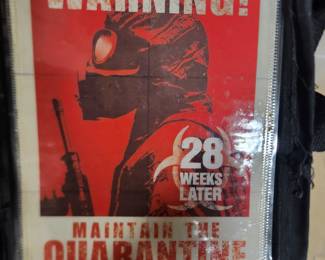 WARNING!
28
WEEKS
LATER
MAINTAIN THE
QUARANTINE